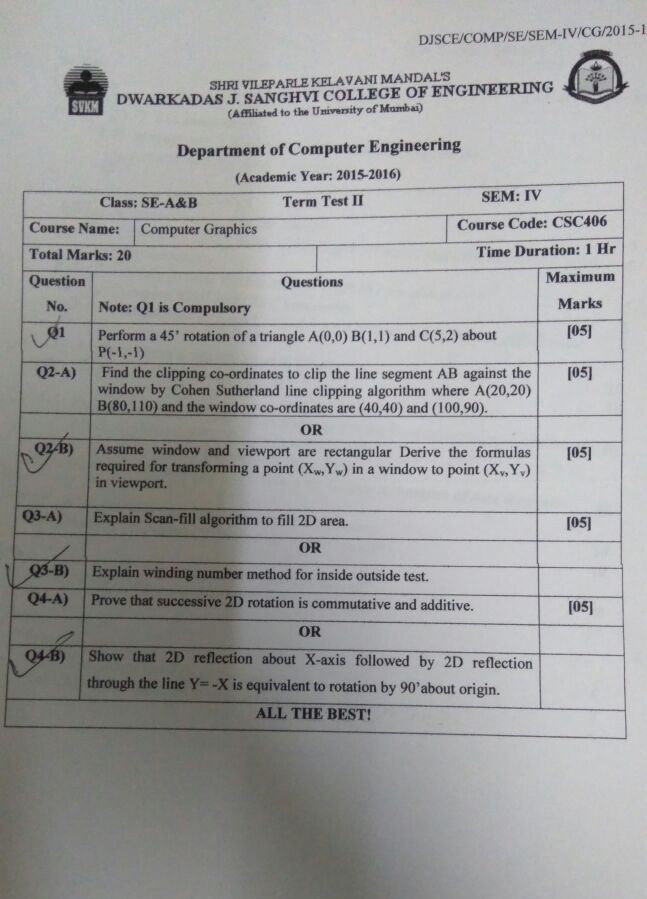 DJSCE/COMP/SE/SEM-IV/CG/2015-1
SHRI VILEPARLE KELAVANI MANDAL'S
DWARKADAS J. SANGHVI COLLEGE OF ENGINEERING
(Affiliated to the University of Mumbai)
SVKM
Department of Computer Engineering
(Academic Year: 2015-2016)
Class: SE-A&B Term Test II SEM: IV
Course Name: Computer Graphics Course Code: CSC406
Total Marks: 20 Time Duration: 1 Hr
Question Questions Maximum
No. Note: Q1 is Compulsory Marks
Q1 Perform a 45' rotation of a triangle A(0,0) B(1,1) and C(5,2) about [05]
P(-1,-1)
Q2-A) Find the clipping co-ordinates to clip the line segment AB against the [05]
window by Cohen Sutherland line clipping algorithm where A(20,20)
B(80,110) and the window co-ordinates are (40,40) and (100,90).
OR
Q2-B) Assume window and viewport are rectangular Derive the formulas [05]
required for transforming a point (Xw,Yw) in a window to point (Xv,Yv)
in viewport.
Q3-A) Explain Scan-fill algorithm to fill 2D area. [05]
OR
Q3-B) Explain winding number method for inside outside test.
Q4-A) Prove that successive 2D rotation is commutative and additive. [05]
OR
Q4-B) Show that 2D reflection about X-axis followed by 2D reflection
through the line Y= -X is equivalent to rotation by 90'about origin.
ALL THE BEST!